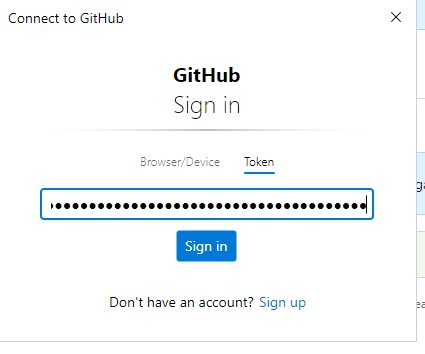 Connect to GitHub
GitHub
Sign in
Browser/Device Token
●●●●●●●●●●●●●●●●●●●●●●●●●●●●●●●●●●●●●
Sign in
Don't have an account? Sign up